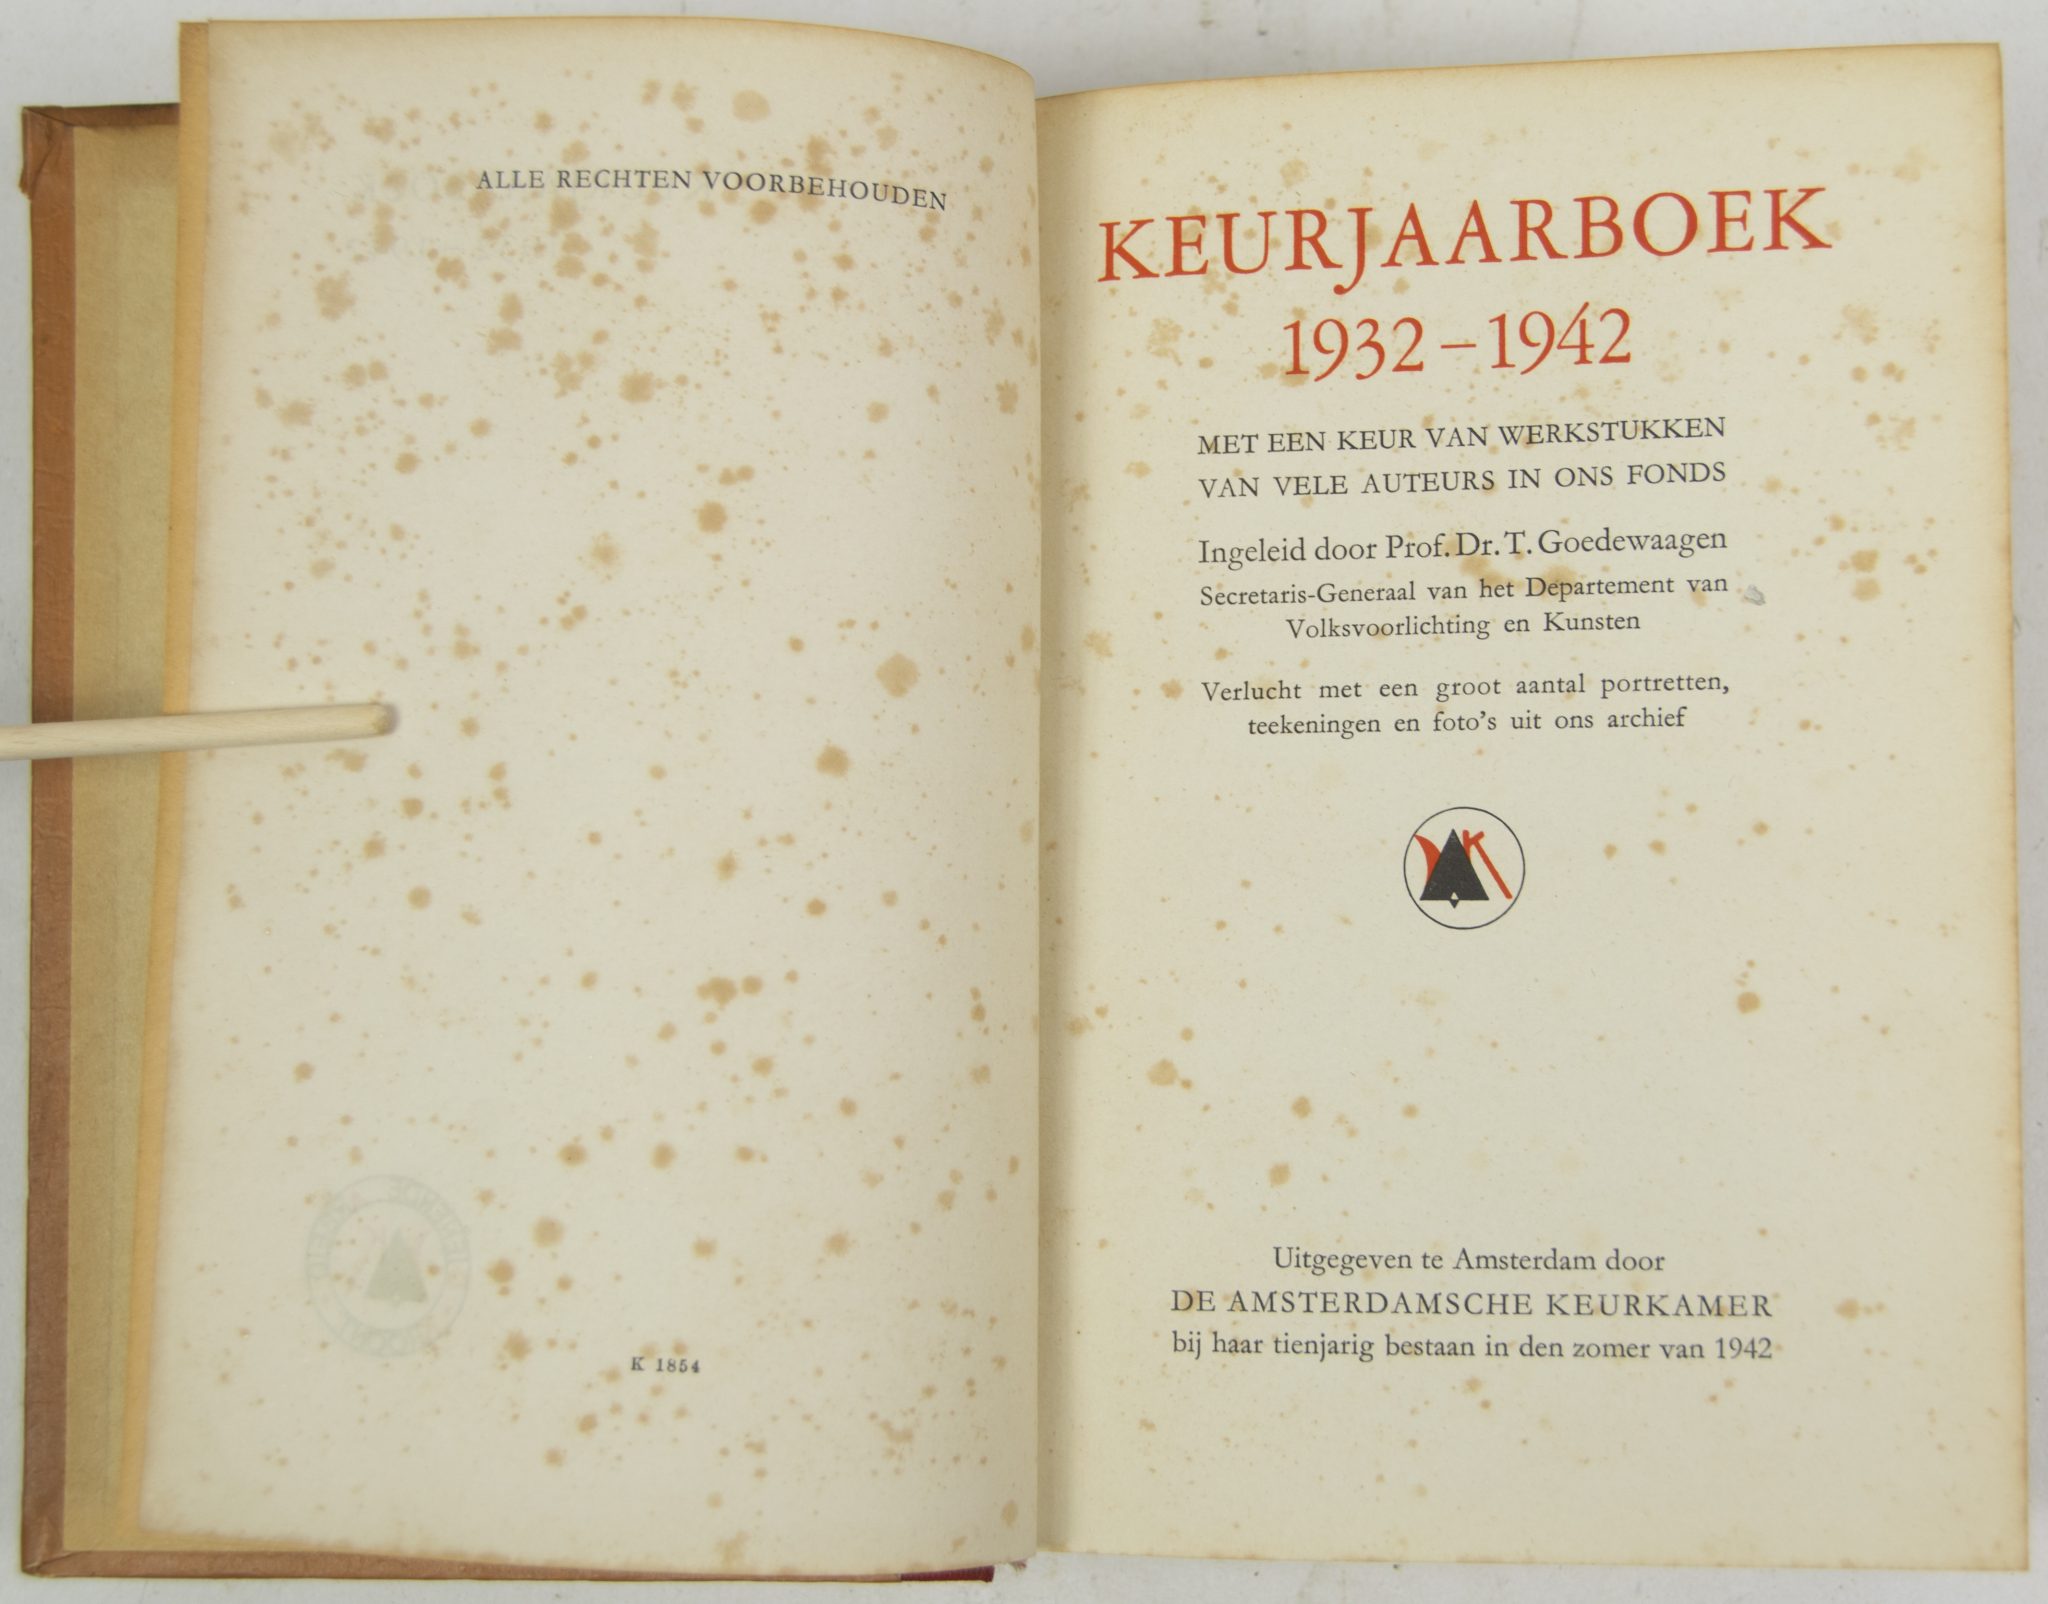 ALLE RECHTEN VOORBEHOUDEN
K 1854
KEURJAARBOEK
1932-1942
MET EEN KEUR VAN WERKSTUKKEN
VAN VELE AUTEURS IN ONS FONDS
Ingeleid door Prof. Dr. T. Goedewaagen
Secretaris-Generaal van het Departement van
Volksvoorlichting en Kunsten
Verlucht met een groot aantal portretten,
teekeningen en foto's uit ons archief
K
Uitgegeven te Amsterdam door
DE AMSTERDAMSCHE KEURKAMER
bij haar tienjarig bestaan in den zomer van 1942